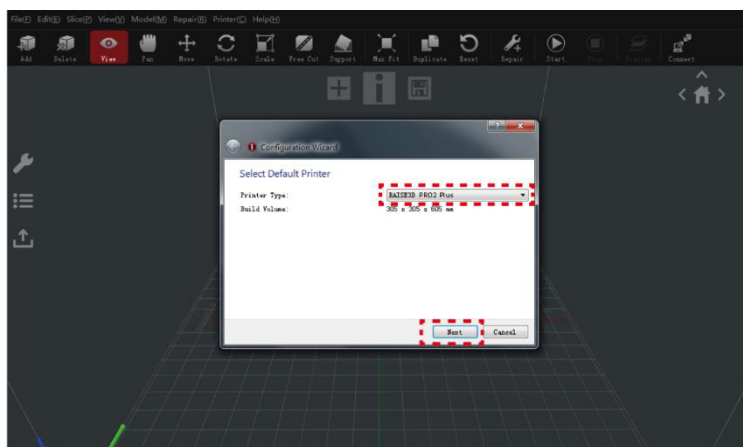 File(F) Edit(E) Slice(P) View(V) Model(M) Repair(R) Printer(C) Help(H)
Add Delete View Pan Move Rotate Scale Free Cut Support Max Fit Duplicate Reset Repair Start Stop Preview Connect
Configuration Wizard
Select Default Printer
Printer Type: RAISE3D PRO2 Plus
Build Volume: 305 x 305 x 605 mm
Next Cancel